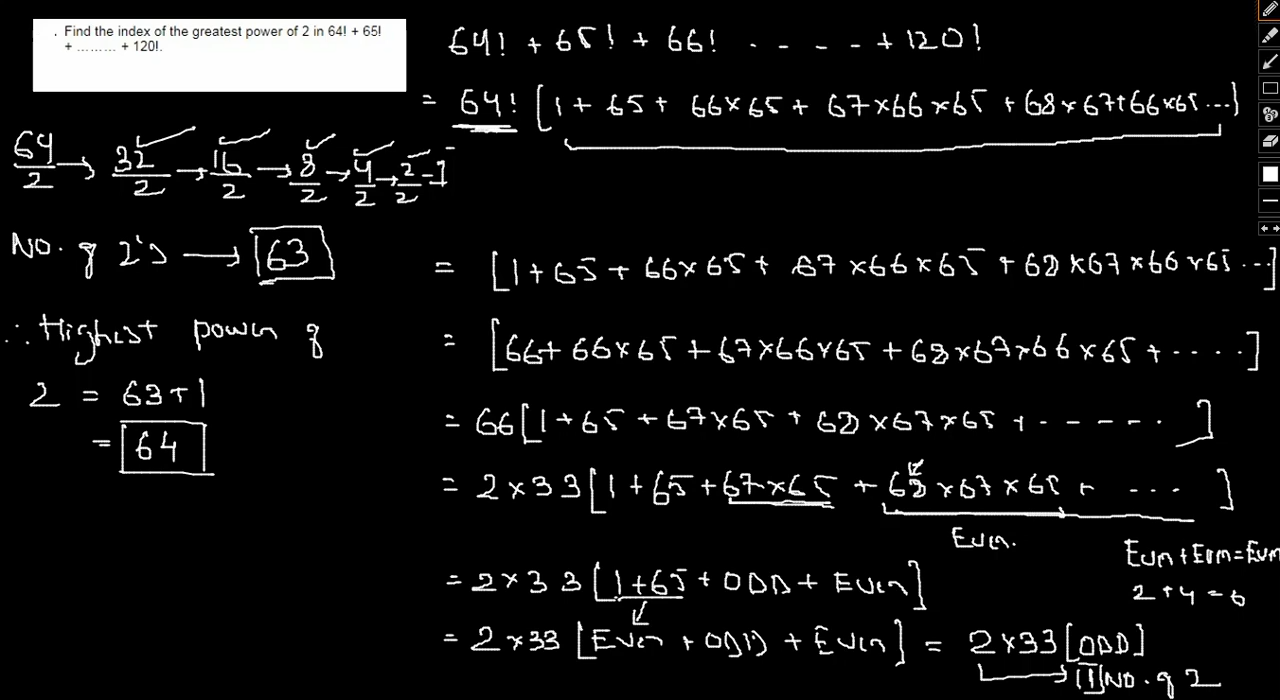 . Find the index of the greatest power of 2 in 64! + 65!
+ ......... + 120!.
64! + 65! + 66! - - - - + 120!
= 64! [1 + 65 + 66×65 + 67×66×65 + 68×67+66×65 ...]
64/2 → 32/2 → 16/2 → 8/2 → 4/2 → 2/2 - 1
No. of 2's → 63
∴ Highest power of
2 = 63+1
= 64
= [1+65 + 66×65 + 67×66×65 + 68×67×66×65 ...]
= [66+ 66×65 + 67×66×65 + 68×67×66×65 + ....]
= 66[1+65 + 67×65 + 68×67×65 + - - - - -]
= 2×33[1+65 + 67×65 + 68×67×65 + ...]
Even.
Even + Even = Even
2 + 4 = 6
= 2×33[1+65 + ODD + Even]
= 2×33 [Even + ODD + Even] = 2×33[ODD]
1 No. of 2